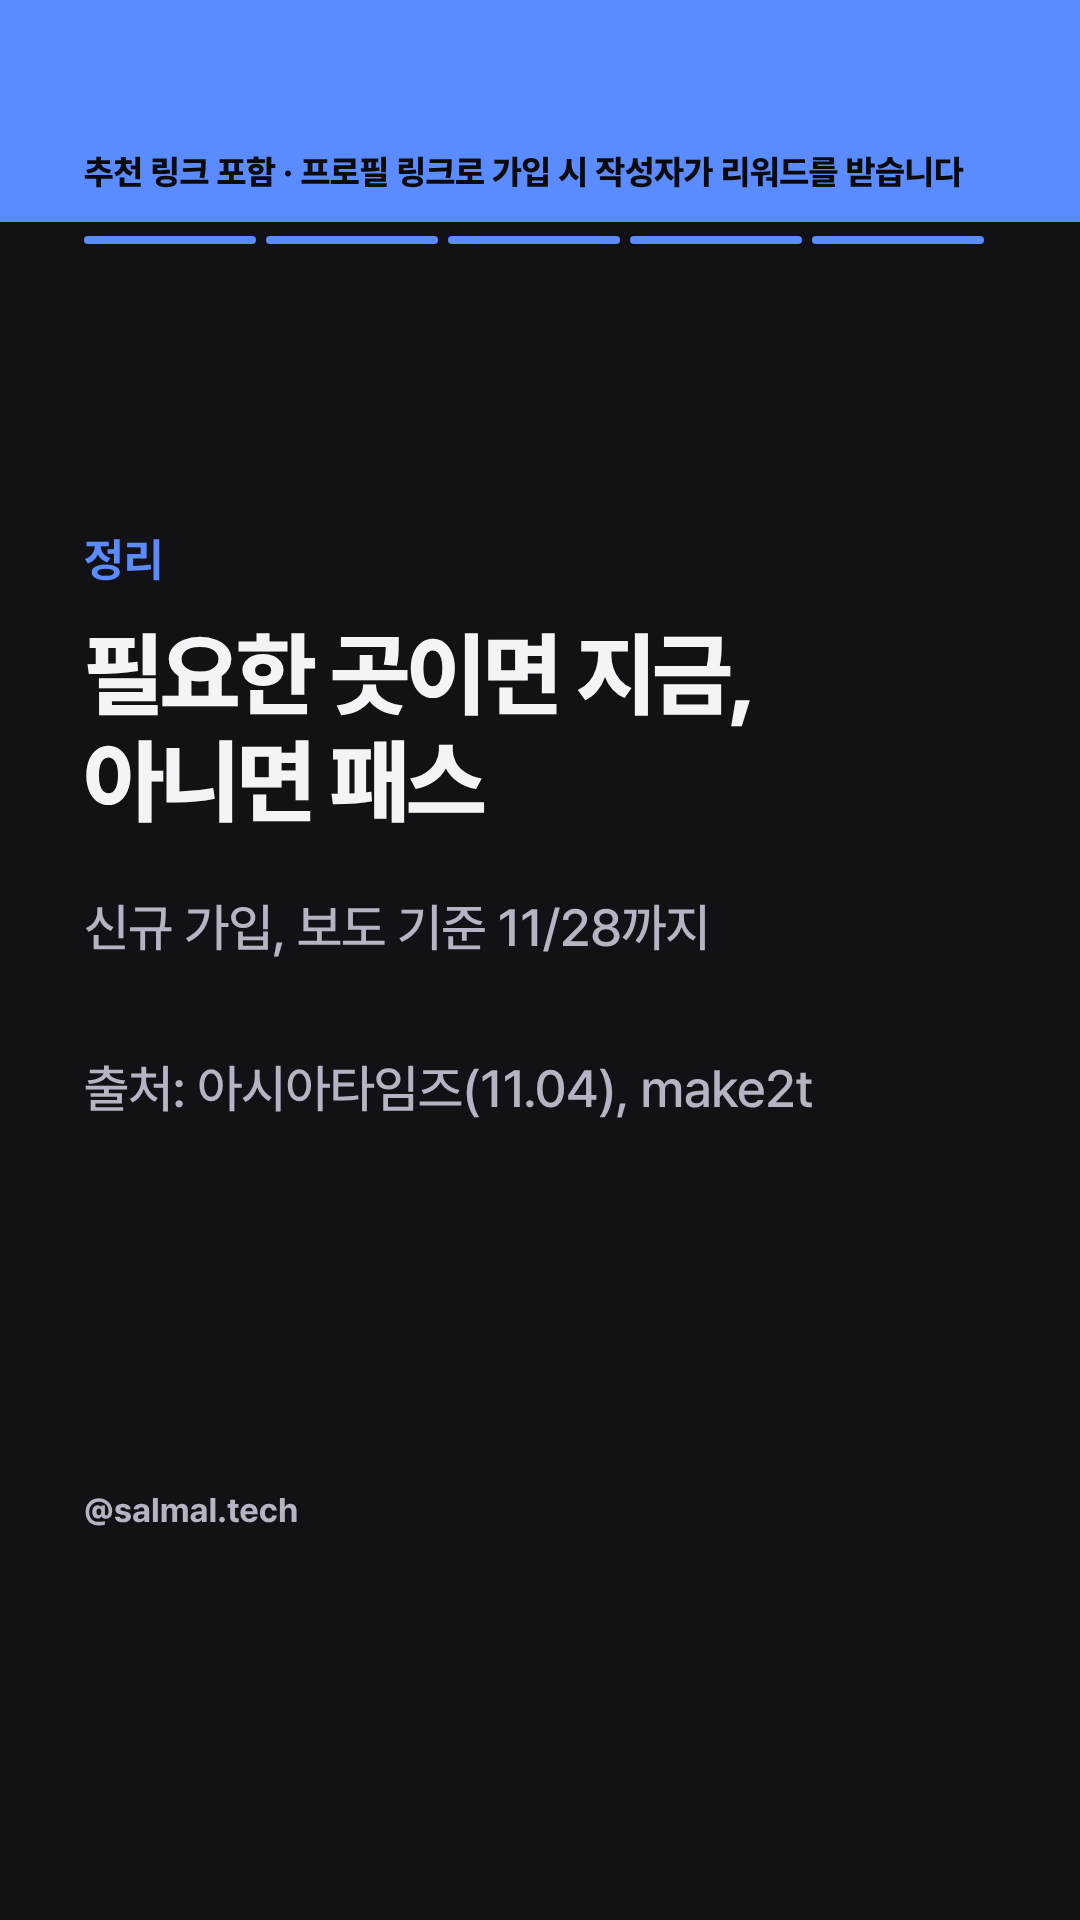 추천 링크 포함 · 프로필 링크로 가입 시 작성자가 리워드를 받습니다
정리
필요한 곳이면 지금,
아니면 패스
신규 가입, 보도 기준 11/28까지
출처: 아시아타임즈(11.04), make2t
@salmal.tech